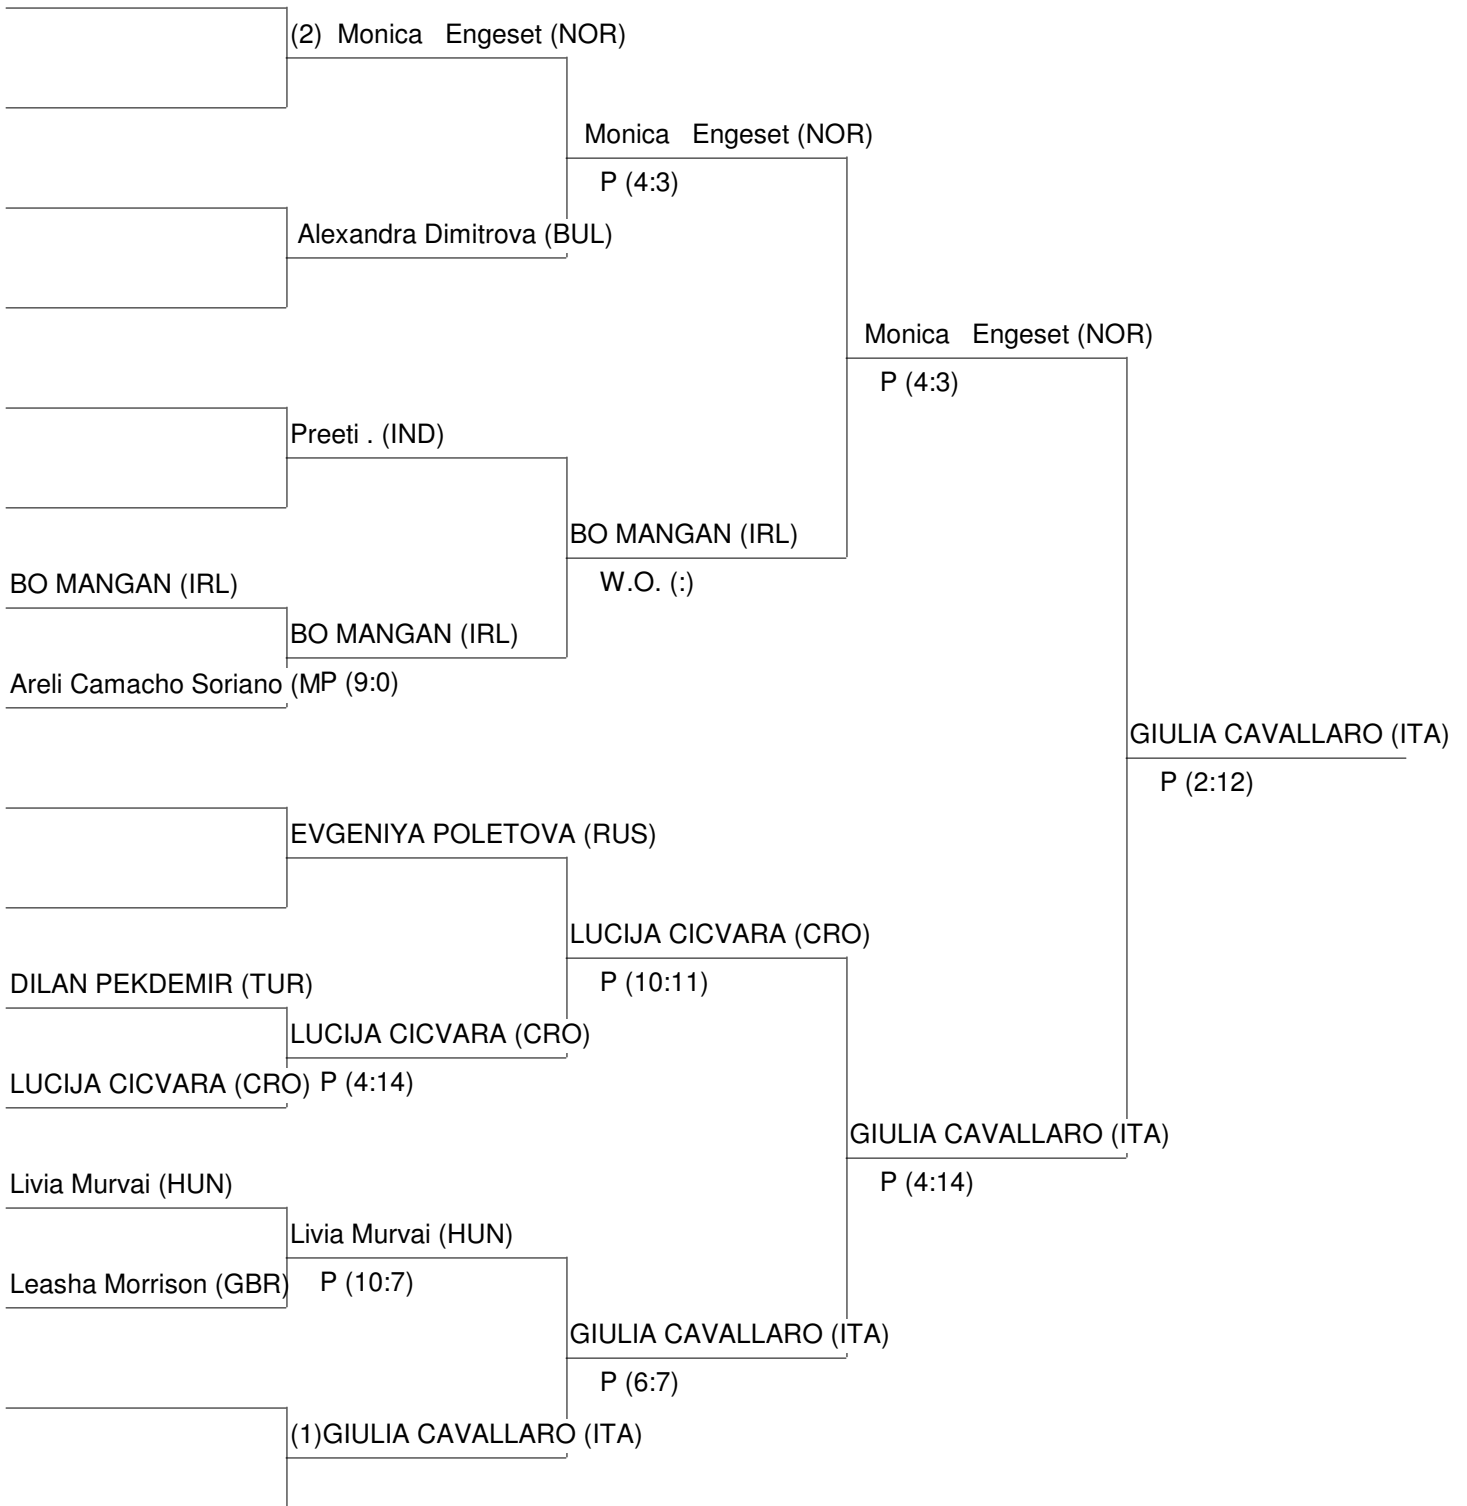 (2) Monica Engeset (NOR)
Monica Engeset (NOR)
P (4:3)
Alexandra Dimitrova (BUL)
Monica Engeset (NOR)
P (4:3)
Preeti . (IND)
BO MANGAN (IRL)
W.O. (:)
BO MANGAN (IRL)
BO MANGAN (IRL)
Areli Camacho Soriano (M
P (9:0)
GIULIA CAVALLARO (ITA)
P (2:12)
EVGENIYA POLETOVA (RUS)
LUCIJA CICVARA (CRO)
P (10:11)
DILAN PEKDEMIR (TUR)
LUCIJA CICVARA (CRO)
LUCIJA CICVARA (CRO)
P (4:14)
GIULIA CAVALLARO (ITA)
P (4:14)
Livia Murvai (HUN)
Livia Murvai (HUN)
Leasha Morrison (GBR)
P (10:7)
GIULIA CAVALLARO (ITA)
P (6:7)
(1)GIULIA CAVALLARO (ITA)